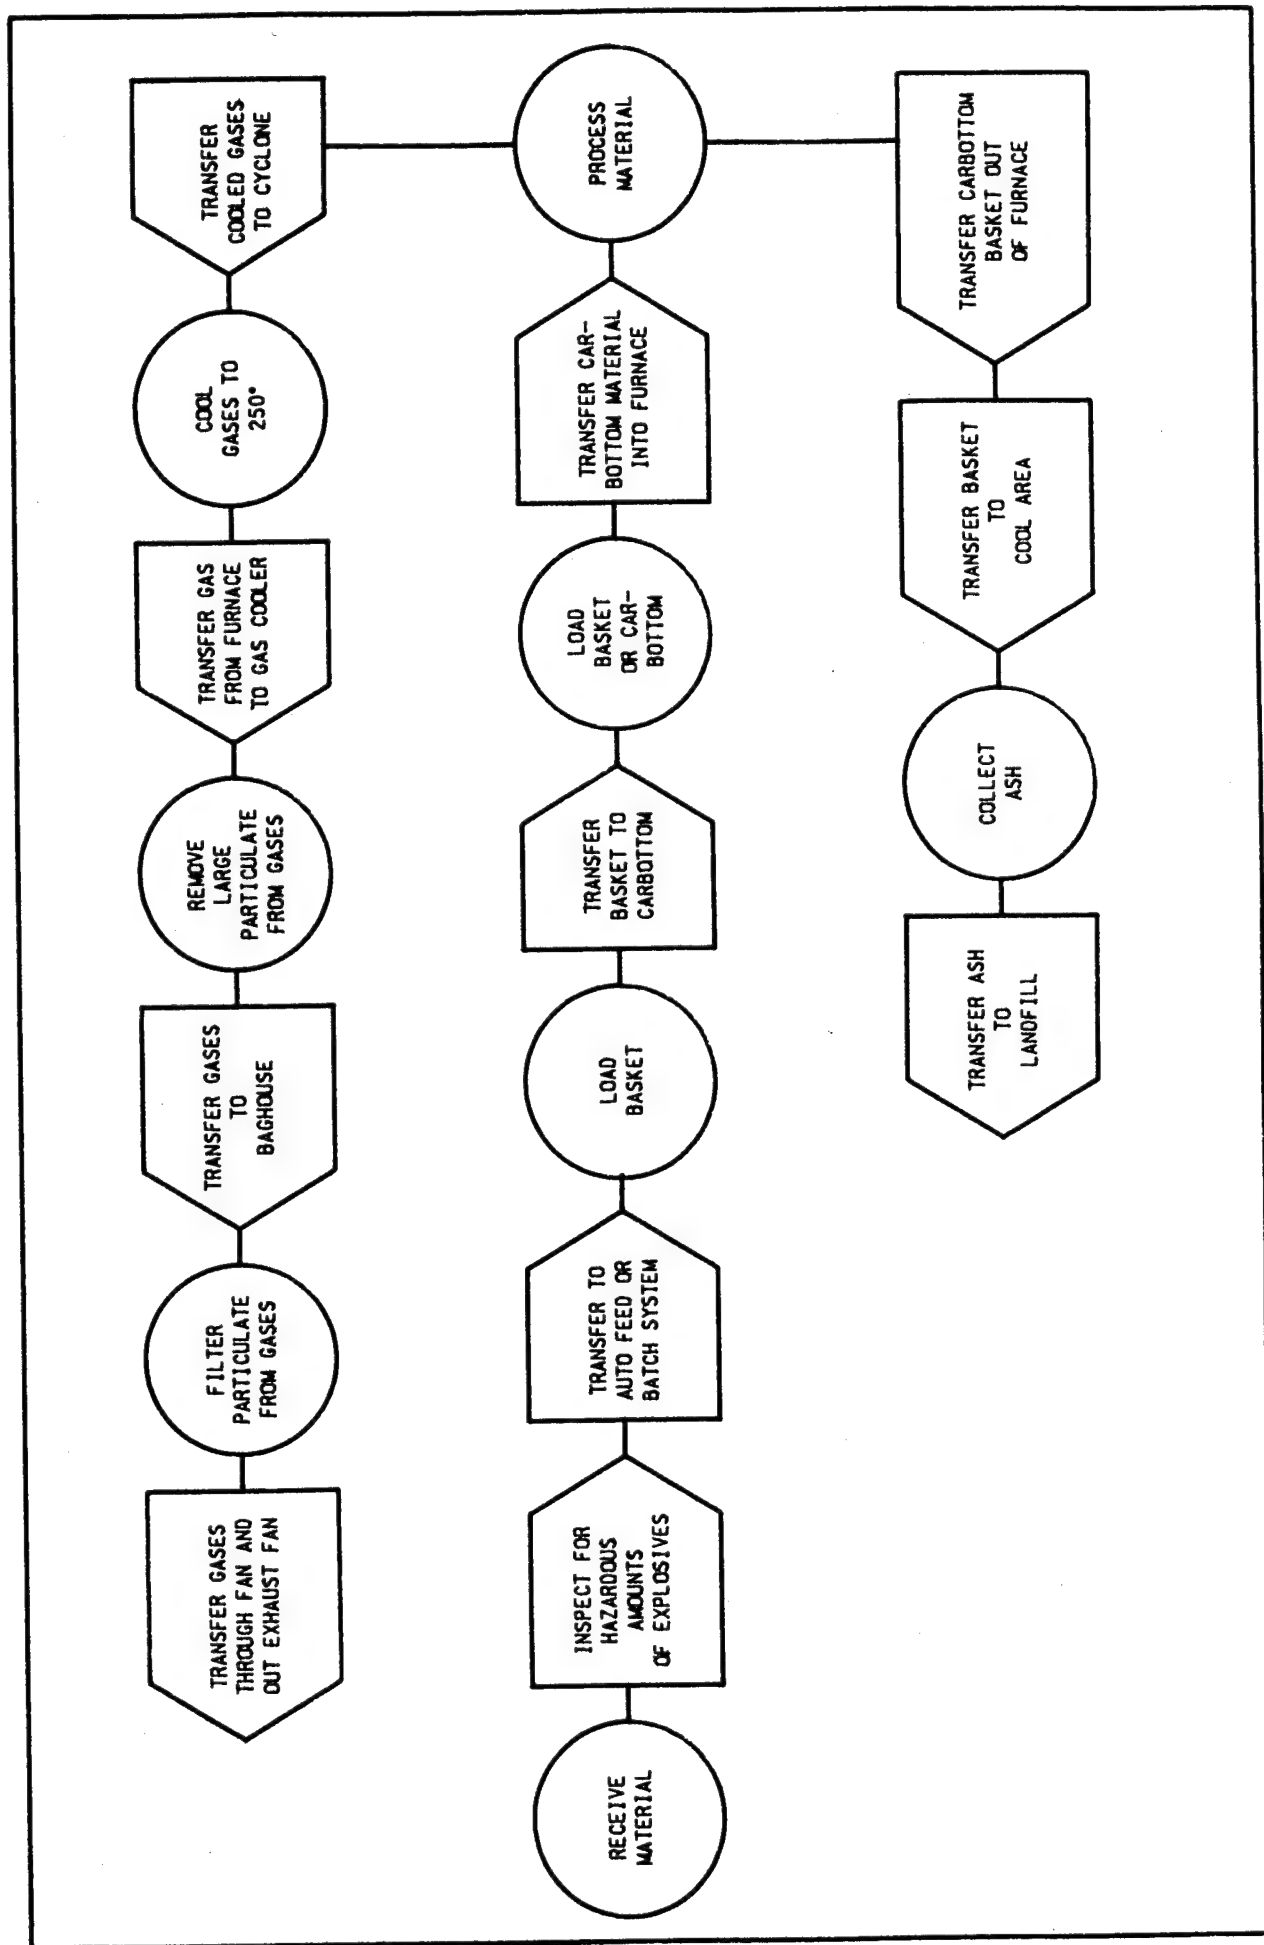 TRANSFER GASES
THROUGH FAN AND
OUT EXHAUST FAN
FILTER
PARTICULATE
FROM GASES
TRANSFER GASES
TO
BAGHOUSE
REMOVE
LARGE
PARTICULATE
FROM GASES
TRANSFER GAS
FROM FURNACE
TO GAS COOLER
COOL
GASES TO
250°
TRANSFER
COOLED GASES
TO CYCLONE
RECEIVE
MATERIAL
INSPECT FOR
HAZARDOUS
AMOUNTS
OF EXPLOSIVES
TRANSFER TO
AUTO FEED OR
BATCH SYSTEM
LOAD
BASKET
TRANSFER
BASKET TO
CARBOTTOM
LOAD
BASKET
OR CAR-
BOTTOM
TRANSFER CAR-
BOTTOM MATERIAL
INTO FURNACE
PROCESS
MATERIAL
TRANSFER ASH
TO
LANDFILL
COLLECT
ASH
TRANSFER BASKET
TO
COOL AREA
TRANSFER CARBOTTOM
BASKET OUT
OF FURNACE